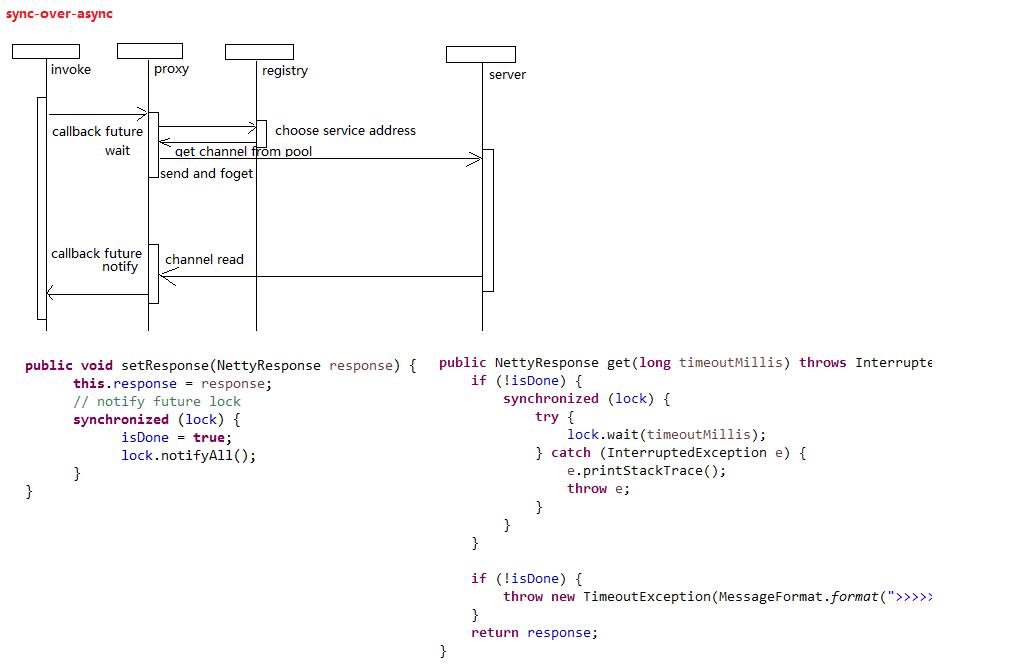 sync-over-async
invoke
proxy
registry
server
callback future
wait
choose service address
get channel from pool
send and foget
callback future
notify
channel read
public void setResponse(NettyResponse response) {
this.response = response;
// notify future lock
synchronized (lock) {
isDone = true;
lock.notifyAll();
}
}
public NettyResponse get(long timeoutMillis) throws Interrupte
if (!isDone) {
synchronized (lock) {
try {
lock.wait(timeoutMillis);
} catch (InterruptedException e) {
e.printStackTrace();
throw e;
}
}
}
if (!isDone) {
throw new TimeoutException(MessageFormat.format(">>>>>
}
return response;
}